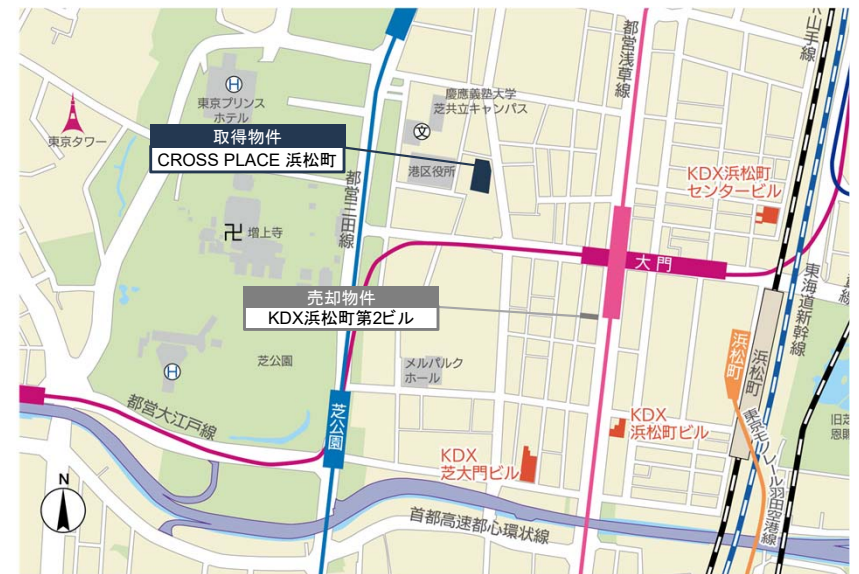 山手線
都営浅草線
東京プリンス
ホテル
慶應義塾大学
芝共立キャンパス
文
東京タワー
取得物件
CROSS PLACE 浜松町
港区役所
KDX浜松町
センタービル
都営三田線
卍 増上寺
大門
売却物件
KDX浜松町第2ビル
東海道新幹線
浜松町
浜松町
芝公園
メルパルク
ホール
H
H
都営大江戸線
芝公園
KDX
浜松町ビル
KDX
芝大門ビル
東京モノレール羽田空港線
N
首都高速都心環状線